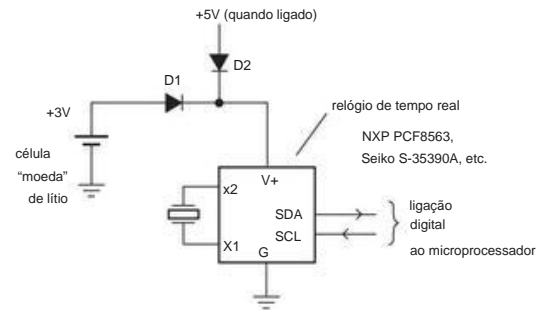 +5V (quando ligado)
D2
D1
+3V
célula
“moeda”
de lítio
relógio de tempo real
NXP PCF8563,
Seiko S-35390A, etc.
x2
V+
X1
SDA
SCL
G
ligação
digital
ao microprocessador